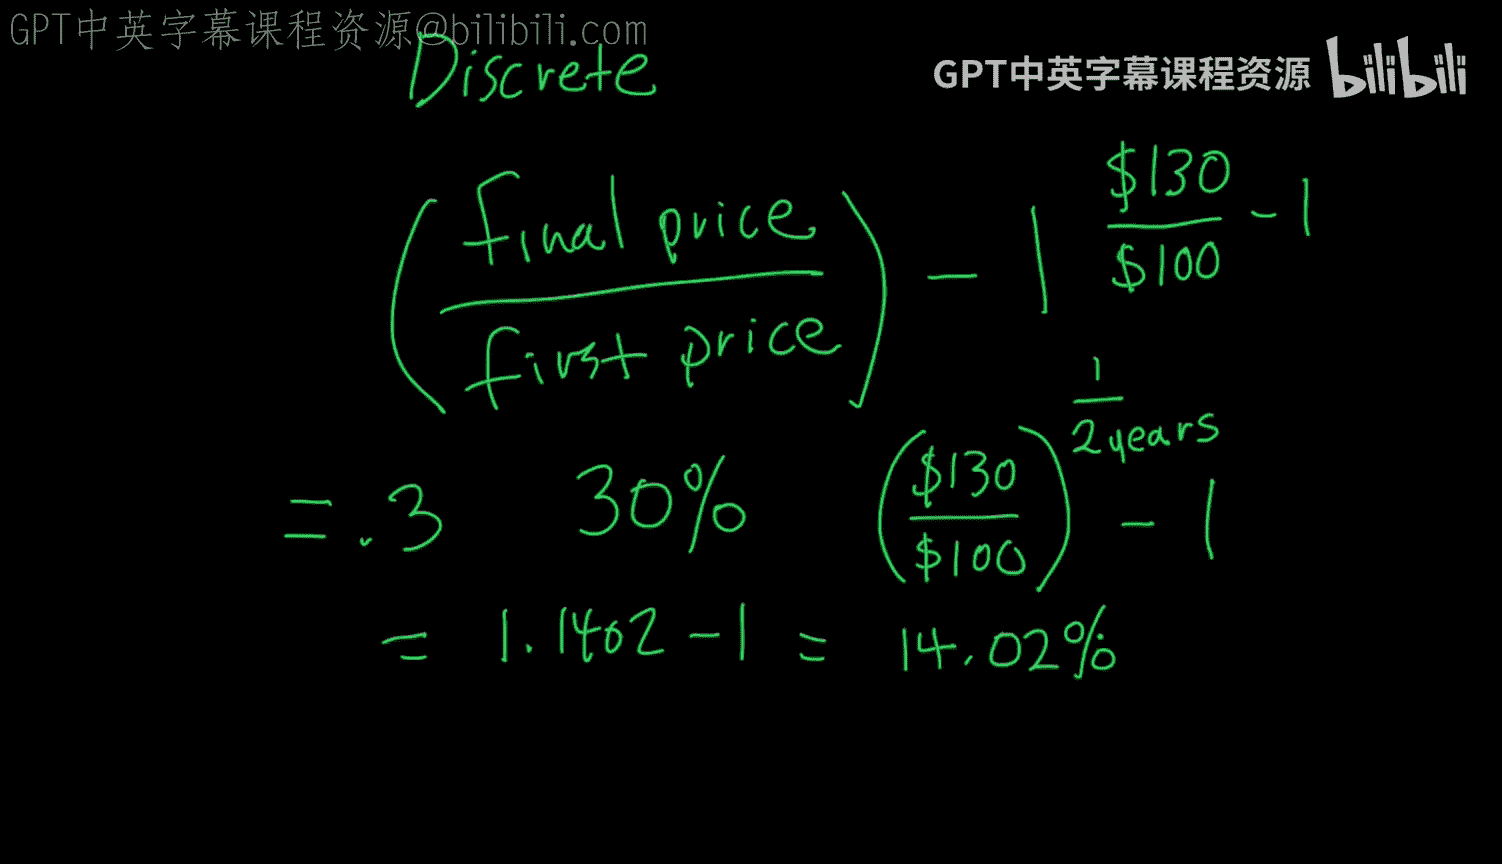 GPT中英字幕课程资源@bilibili.com
GPT中英字幕课程资源 bilibili
Discrete
(final price / first price) - 1
$130 / $100 - 1
= .3 30%
($130 / $100)^(1 / 2 years) - 1
= 1.1402 - 1 = 14.02%